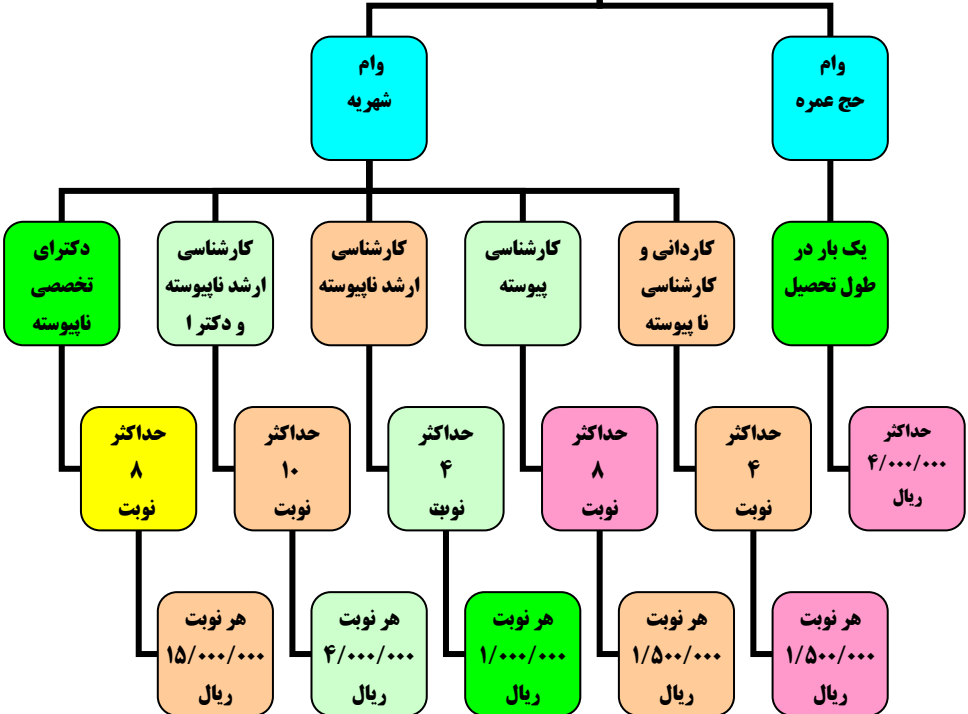 وام
حج عمره
وام
شهریه
یک بار در
طول تحصیل
کاردانی و
کارشناسی
نا پیوسته
کارشناسی
پیوسته
کارشناسی
ارشد ناپیوسته
کارشناسی
ارشد ناپیوسته
و دکتر ا
دکترای
تخصصی
ناپیوسته
حداکثر
۴/۰۰۰/۰۰۰
ریال
حداکثر
۴
نوبت
حداکثر
۸
نوبت
حداکثر
۴
نوبت
حداکثر
۱۰
نوبت
حداکثر
۸
نوبت
هر نوبت
۱/۵۰۰/۰۰۰
ریال
هر نوبت
۱/۵۰۰/۰۰۰
ریال
هر نوبت
۱/۰۰۰/۰۰۰
ریال
هر نوبت
۴/۰۰۰/۰۰۰
ریال
هر نوبت
۱۵/۰۰۰/۰۰۰
ریال